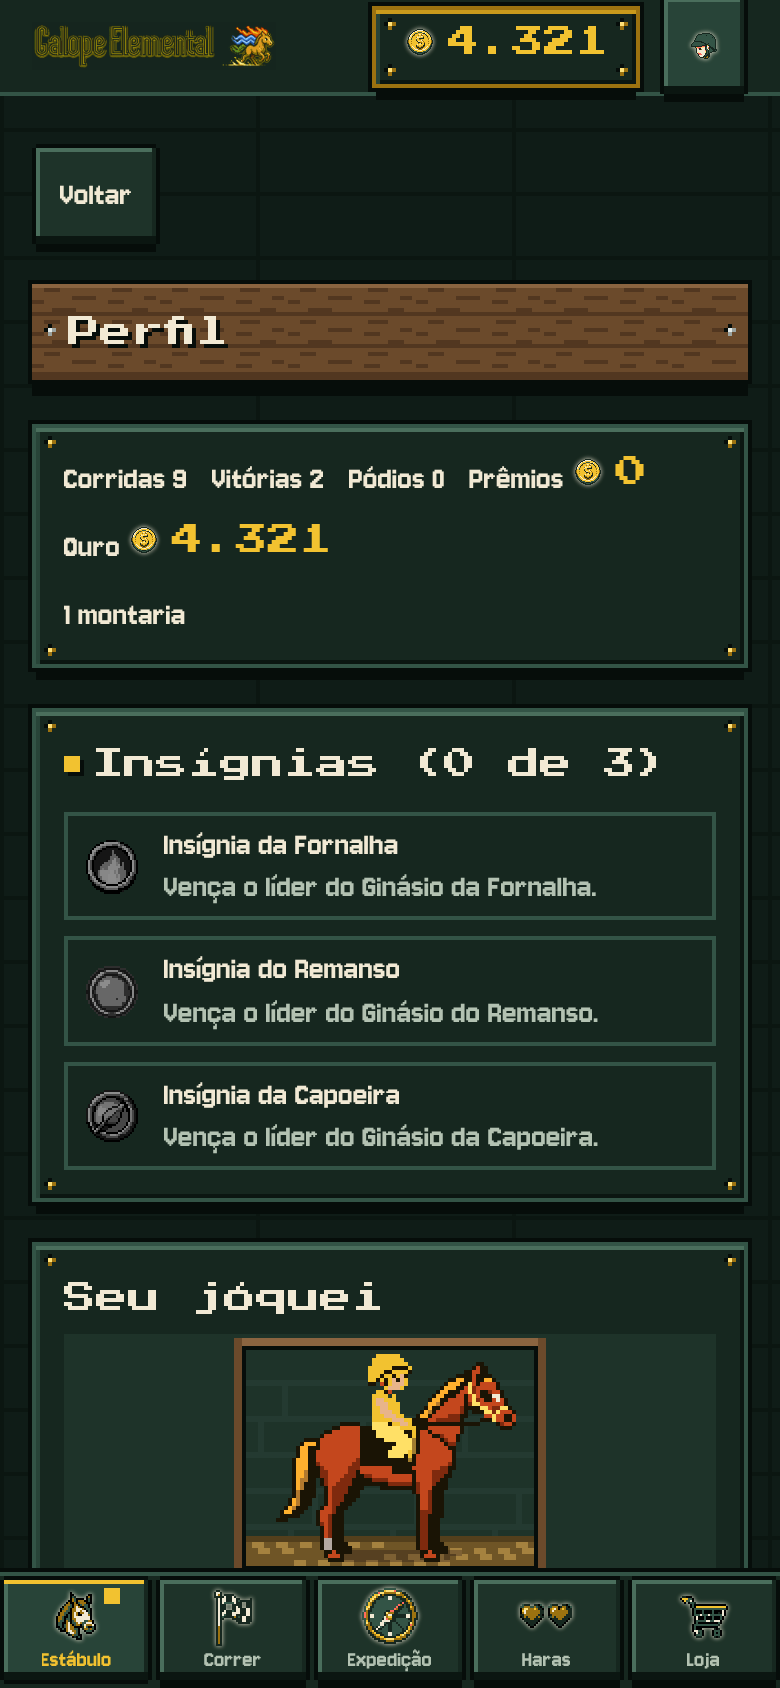 Galope Elemental
4.321
Voltar
Perfil
Corridas 9 Vitórias 2 Pódios 0 Prêmios 0
Ouro 4.321
1 montaria
Insígnias (0 de 3)
Insígnia da Fornalha
Vença o líder do Ginásio da Fornalha.
Insígnia do Remanso
Vença o líder do Ginásio do Remanso.
Insígnia da Capoeira
Vença o líder do Ginásio da Capoeira.
Seu jóquei
Estábulo Correr Expedição Haras Loja